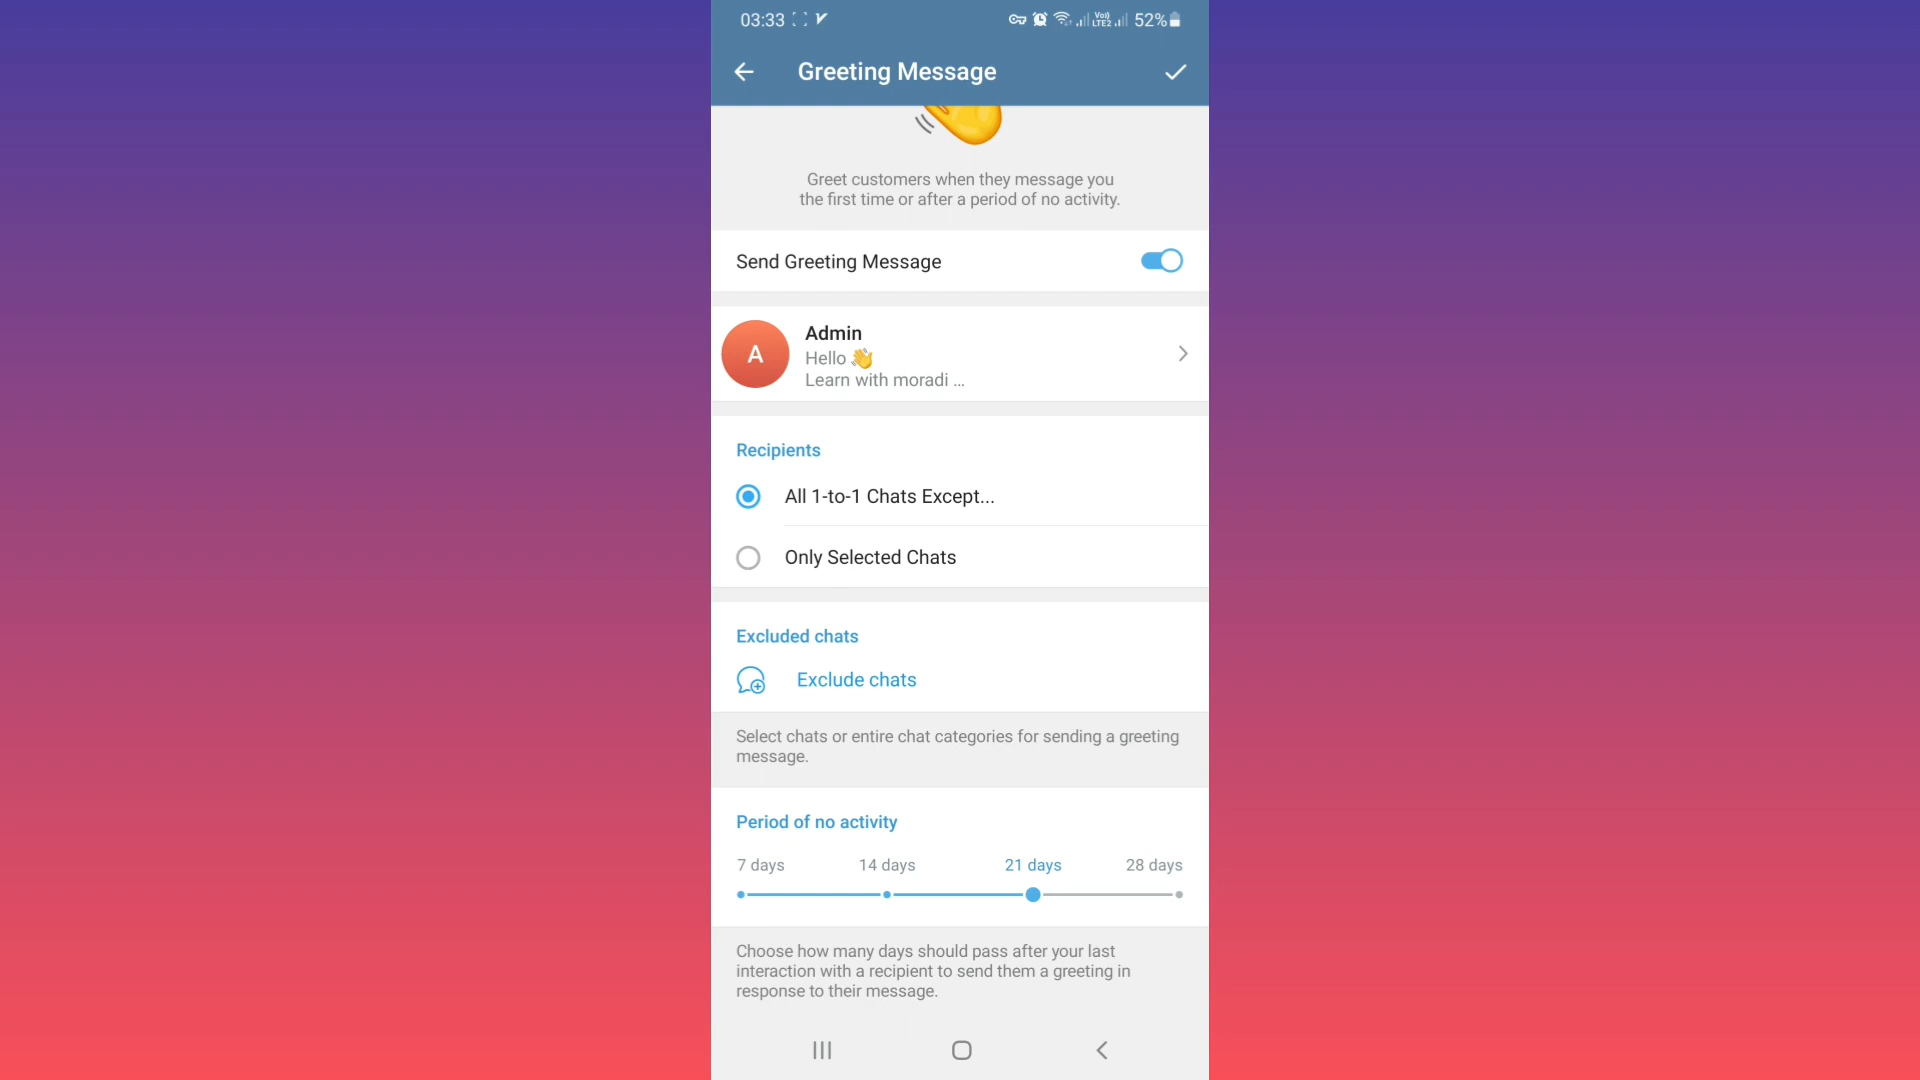 03:33
52%
Greeting Message
Greet customers when they message you
the first time or after a period of no activity.
Send Greeting Message
A
Admin
Hello 👋
Learn with moradi ...
Recipients
All 1-to-1 Chats Except...
Only Selected Chats
Excluded chats
Exclude chats
Select chats or entire chat categories for sending a greeting
message.
Period of no activity
7 days 14 days 21 days 28 days
Choose how many days should pass after your last
interaction with a recipient to send them a greeting in
response to their message.